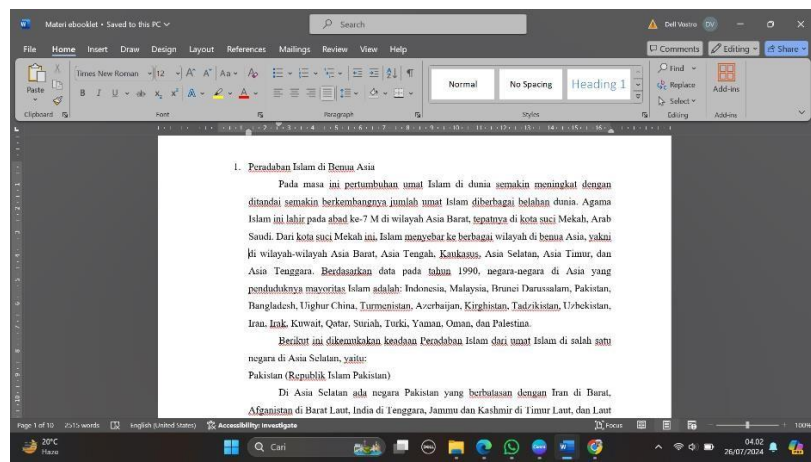 Materi ebooklet • Saved to this PC
Search
Dell Vostro
DV
File Home Insert Draw Design Layout References Mailings Review View Help
Comments
Editing
Share
Paste
Times New Roman
12
Normal
No Spacing
Heading 1
Find
Replace
Select
Add-ins
Clipboard
Font
Paragraph
Styles
Editing
Add-ins
1. Peradaban Islam di Benua Asia
Pada masa ini pertumbuhan umat Islam di dunia semakin meningkat dengan
ditandai semakin berkembangnya jumlah umat Islam diberbagai belahan dunia. Agama
Islam ini lahir pada abad ke-7 M di wilayah Asia Barat, tepatnya di kota suci Mekah, Arab
Saudi. Dari kota suci Mekah ini, Islam menyebar ke berbagai wilayah di benua Asia, yakni
di wilayah-wilayah Asia Barat, Asia Tengah, Kaukasus, Asia Selatan, Asia Timur, dan
Asia Tenggara. Berdasarkan data pada tahun 1990, negara-negara di Asia yang
penduduknya mayoritas Islam adalah: Indonesia, Malaysia, Brunei Darussalam, Pakistan,
Bangladesh, Uighur China, Turmenistan, Azerbaijan, Kirghistan, Tadzikistan, Uzbekistan,
Iran, Irak, Kuwait, Qatar, Suriah, Turki, Yaman, Oman, dan Palestina.
Berikut ini dikemukakan keadaan Peradaban Islam dari umat Islam di salah satu
negara di Asia Selatan, yaitu:
Pakistan (Republik Islam Pakistan)
Di Asia Selatan ada negara Pakistan yang berbatasan dengan Iran di Barat,
Afganistan di Barat Laut, India di Tenggara, Jammu dan Kashmir di Timur Laut, dan Laut
Page 1 of 10 2515 words English (United States) Accessibility: Investigate
Focus
100%
20°C
Haze
Cari
04.02
26/07/2024